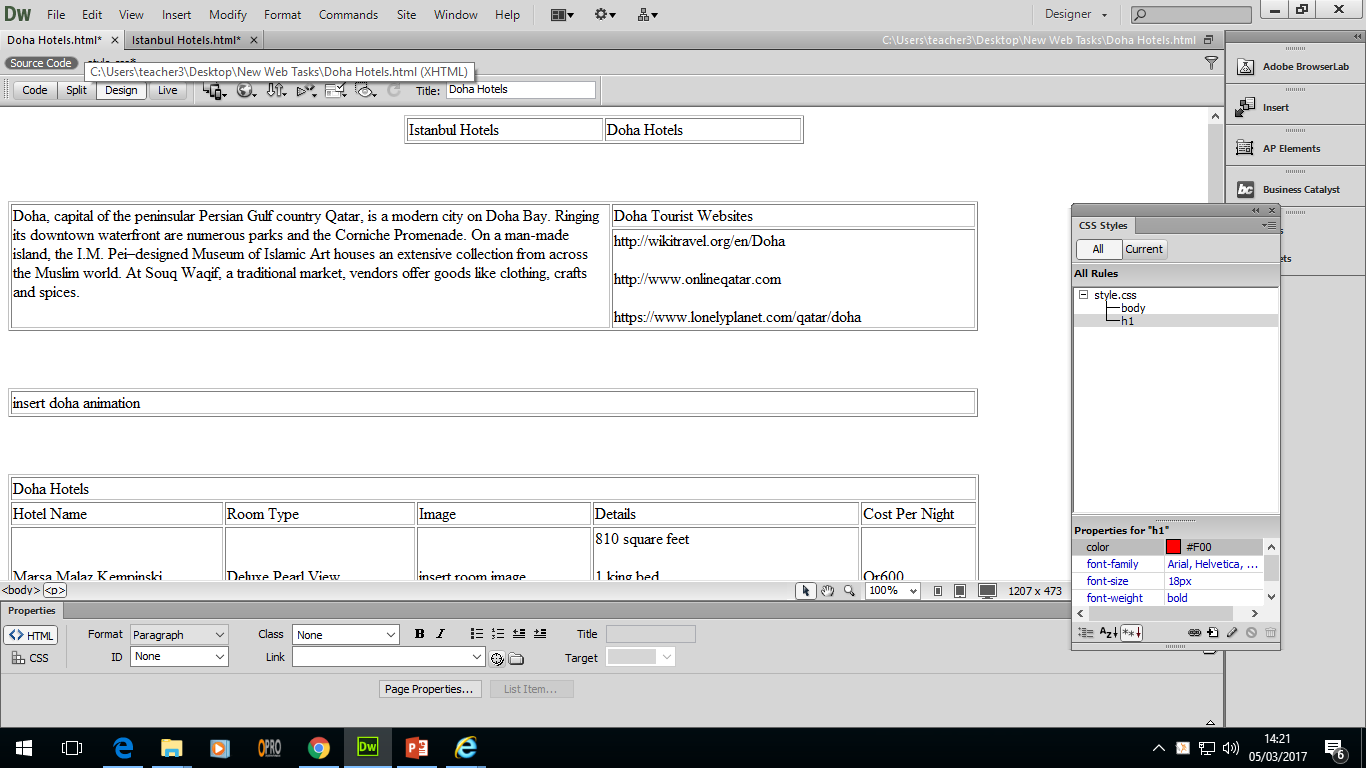 Dw File Edit View Insert Modify Format Commands Site Window Help Designer
Doha Hotels.html* Istanbul Hotels.html* C:\Users\teacher3\Desktop\New Web Tasks\Doha Hotels.html
Source Code
C:\Users\teacher3\Desktop\New Web Tasks\Doha Hotels.html (XHTML)
Code Split Design Live Title: Doha Hotels
Istanbul Hotels Doha Hotels
Doha, capital of the peninsular Persian Gulf country Qatar, is a modern city on Doha Bay. Ringing
its downtown waterfront are numerous parks and the Corniche Promenade. On a man-made
island, the I.M. Pei–designed Museum of Islamic Art houses an extensive collection from across
the Muslim world. At Souq Waqif, a traditional market, vendors offer goods like clothing, crafts
and spices.
Doha Tourist Websites
http://wikitravel.org/en/Doha
http://www.onlineqatar.com
https://www.lonelyplanet.com/qatar/doha
insert doha animation
Doha Hotels
Hotel Name Room Type Image Details Cost Per Night
810 square feet
Marsa Malaz Kempinski Deluxe Pearl View insert room image 1 king bed Qr600
<body> <p> 100% 1207 x 473
Properties
HTML Format Paragraph Class None B I Title
CSS ID None Link Target
Page Properties... List Item...
Adobe BrowserLab
Insert
AP Elements
bc Business Catalyst
CSS Styles
All Current
All Rules
style.css
body
h1
Properties for "h1"
color #F00
font-family Arial, Helvetica, ...
font-size 18px
font-weight bold
OPRO Dw
14:21
05/03/2017
6